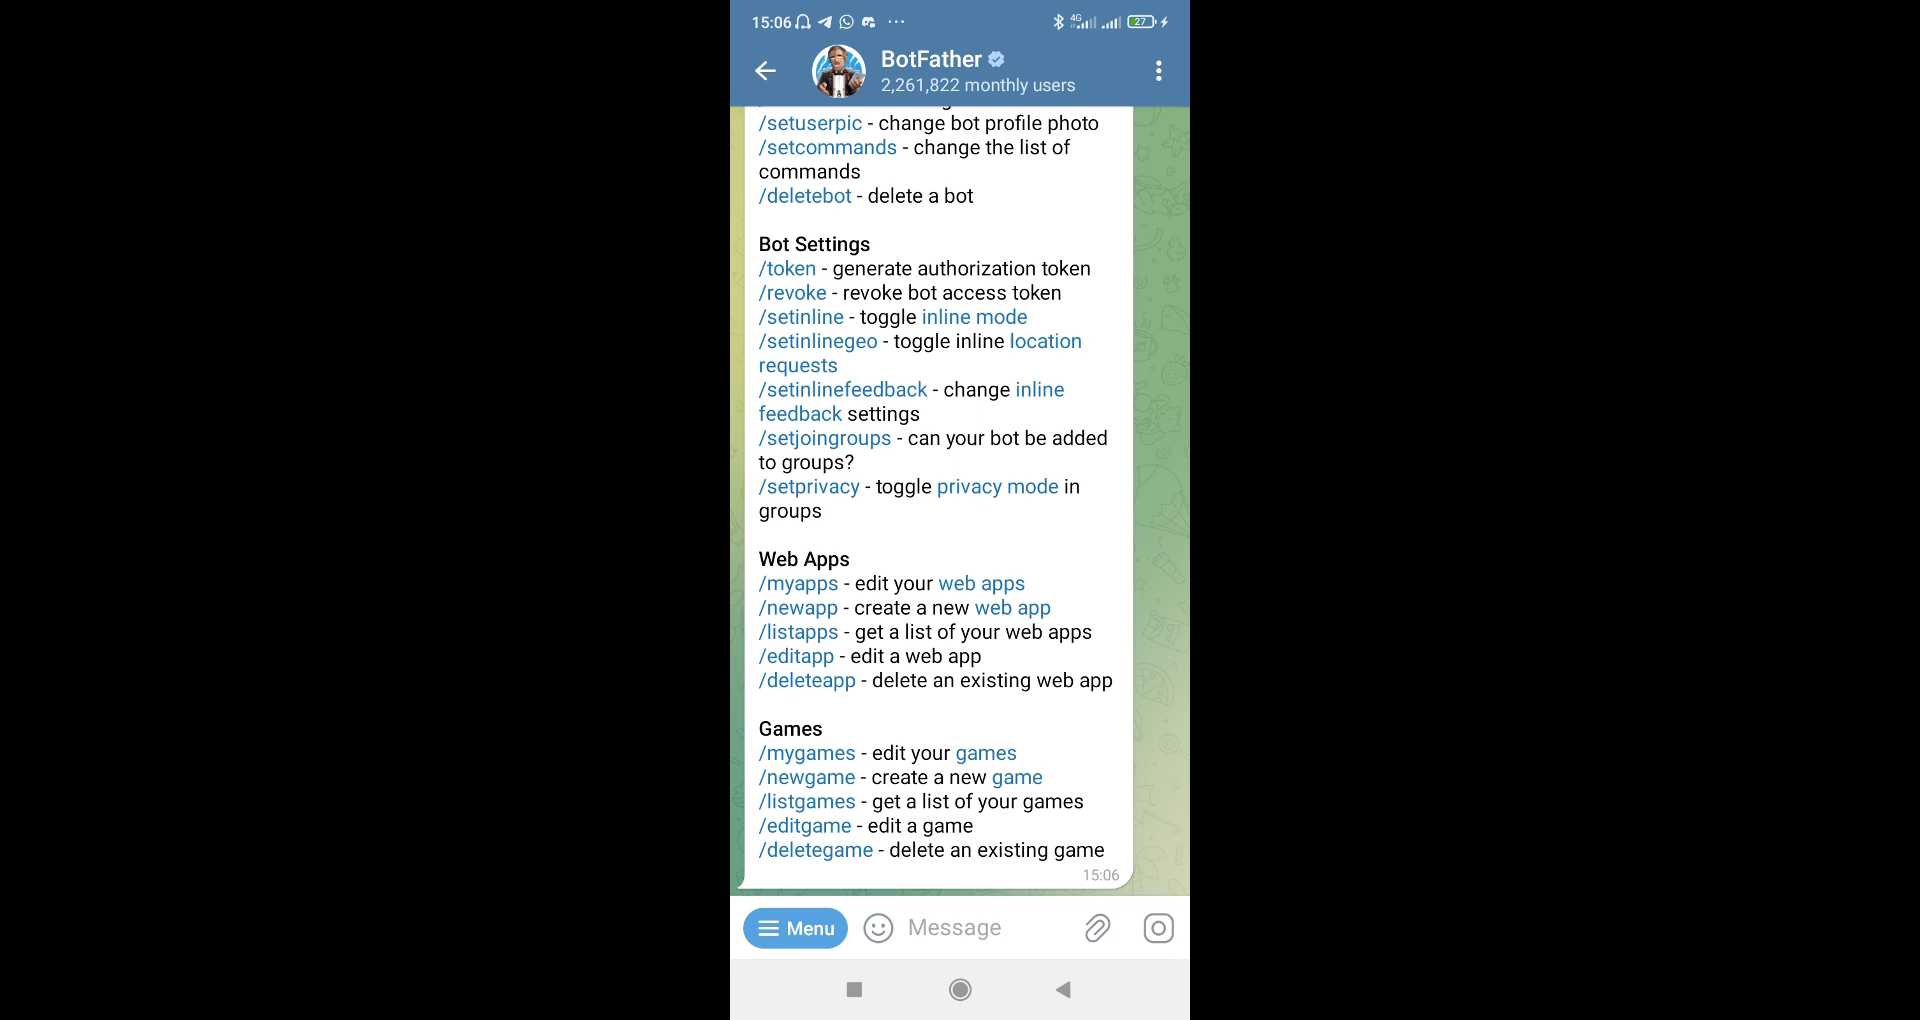 15:06
4G
27
BotFather
2,261,822 monthly users
/setuserpic - change bot profile photo
/setcommands - change the list of
commands
/deletebot - delete a bot
Bot Settings
/token - generate authorization token
/revoke - revoke bot access token
/setinline - toggle inline mode
/setinlinegeo - toggle inline location
requests
/setinlinefeedback - change inline
feedback settings
/setjoingroups - can your bot be added
to groups?
/setprivacy - toggle privacy mode in
groups
Web Apps
/myapps - edit your web apps
/newapp - create a new web app
/listapps - get a list of your web apps
/editapp - edit a web app
/deleteapp - delete an existing web app
Games
/mygames - edit your games
/newgame - create a new game
/listgames - get a list of your games
/editgame - edit a game
/deletegame - delete an existing game
15:06
Menu
Message